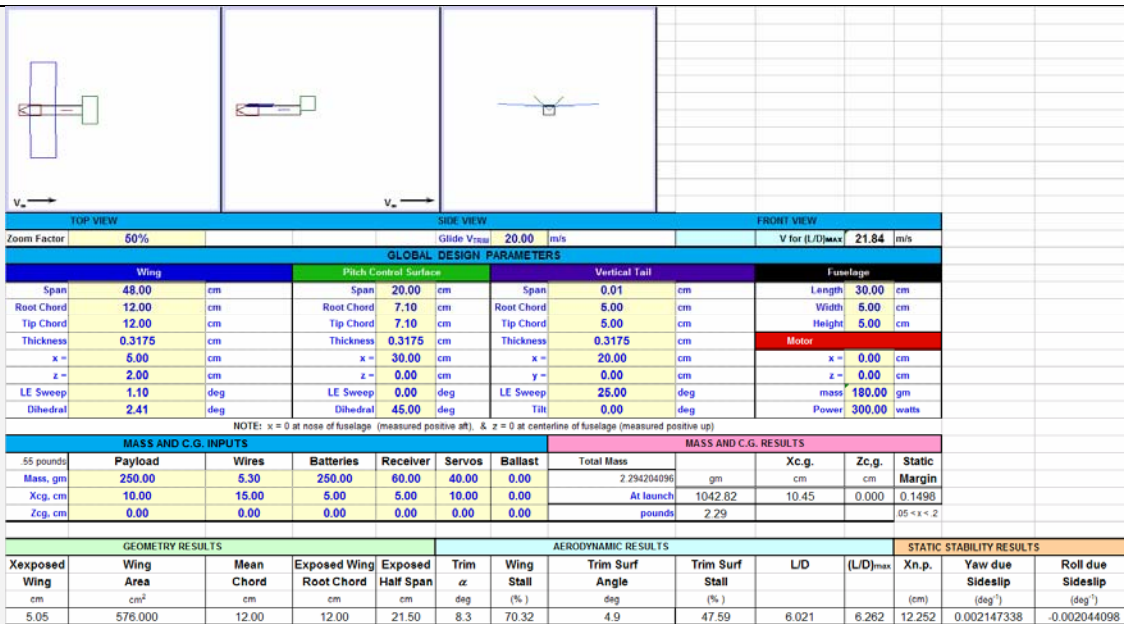 V∞
V∞
TOP VIEW SIDE VIEW FRONT VIEW
Zoom Factor 50% Glide VTRIM 20.00 m/s V for (L/D)MAX 21.84 m/s
GLOBAL DESIGN PARAMETERS
Wing Pitch Control Surface Vertical Tail Fuselage
Span 48.00 cm Span 20.00 cm Span 0.01 cm Length 30.00 cm
Root Chord 12.00 cm Root Chord 7.10 cm Root Chord 5.00 cm Width 5.00 cm
Tip Chord 12.00 cm Tip Chord 7.10 cm Tip Chord 5.00 cm Height 5.00 cm
Thickness 0.3175 cm Thickness 0.3175 cm Thickness 0.3175 cm Motor
x = 5.00 cm x = 30.00 cm x = 20.00 cm x = 0.00 cm
z = 2.00 cm z = 0.00 cm y = 0.00 cm z = 0.00 cm
LE Sweep 1.10 deg LE Sweep 0.00 deg LE Sweep 25.00 deg mass 180.00 gm
Dihedral 2.41 deg Dihedral 45.00 deg Tilt 0.00 deg Power 300.00 watts
NOTE: x = 0 at nose of fuselage (measured positive aft), & z = 0 at centerline of fuselage (measured positive up)
MASS AND C.G. INPUTS MASS AND C.G. RESULTS
.55 pounds Payload Wires Batteries Receiver Servos Ballast Total Mass Xc.g. Zc,g. Static
Mass, gm 250.00 5.30 250.00 60.00 40.00 0.00 2.294204096 gm cm cm Margin
Xcg, cm 10.00 15.00 5.00 5.00 10.00 0.00 At launch 1042.82 10.45 0.000 0.1498
Zcg, cm 0.00 0.00 0.00 0.00 0.00 0.00 pounds 2.29 .05 < x < .2
GEOMETRY RESULTS AERODYNAMIC RESULTS STATIC STABILITY RESULTS
Xexposed Wing Mean Exposed Wing Exposed Trim Wing Trim Surf Trim Surf L/D (L/D)max Xn.p. Yaw due Roll due
Wing Area Chord Root Chord Half Span α Stall Angle Stall Sideslip Sideslip
cm cm² cm cm cm deg (%) deg (%) (cm) (deg⁻¹) (deg⁻¹)
5.05 576.000 12.00 12.00 21.50 8.3 70.32 4.9 47.59 6.021 6.262 12.252 0.002147338 -0.002044098